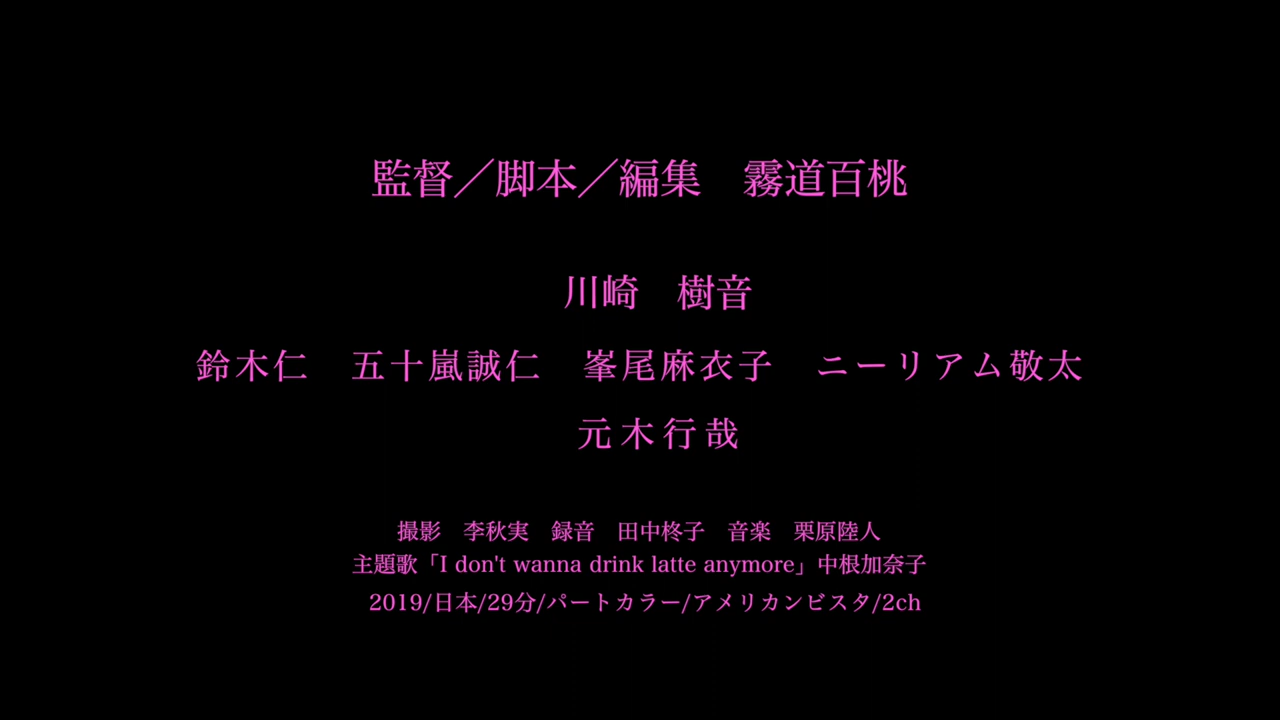 監督／脚本／編集　霧道百桃
川崎　樹音
鈴木仁　五十嵐誠仁　峯尾麻衣子　ニーリアム敬太
元木行哉
撮影　李秋実　録音　田中柊子　音楽　栗原陸人
主題歌「I don't wanna drink latte anymore」中根加奈子
2019/日本/29分/パートカラー/アメリカンビスタ/2ch